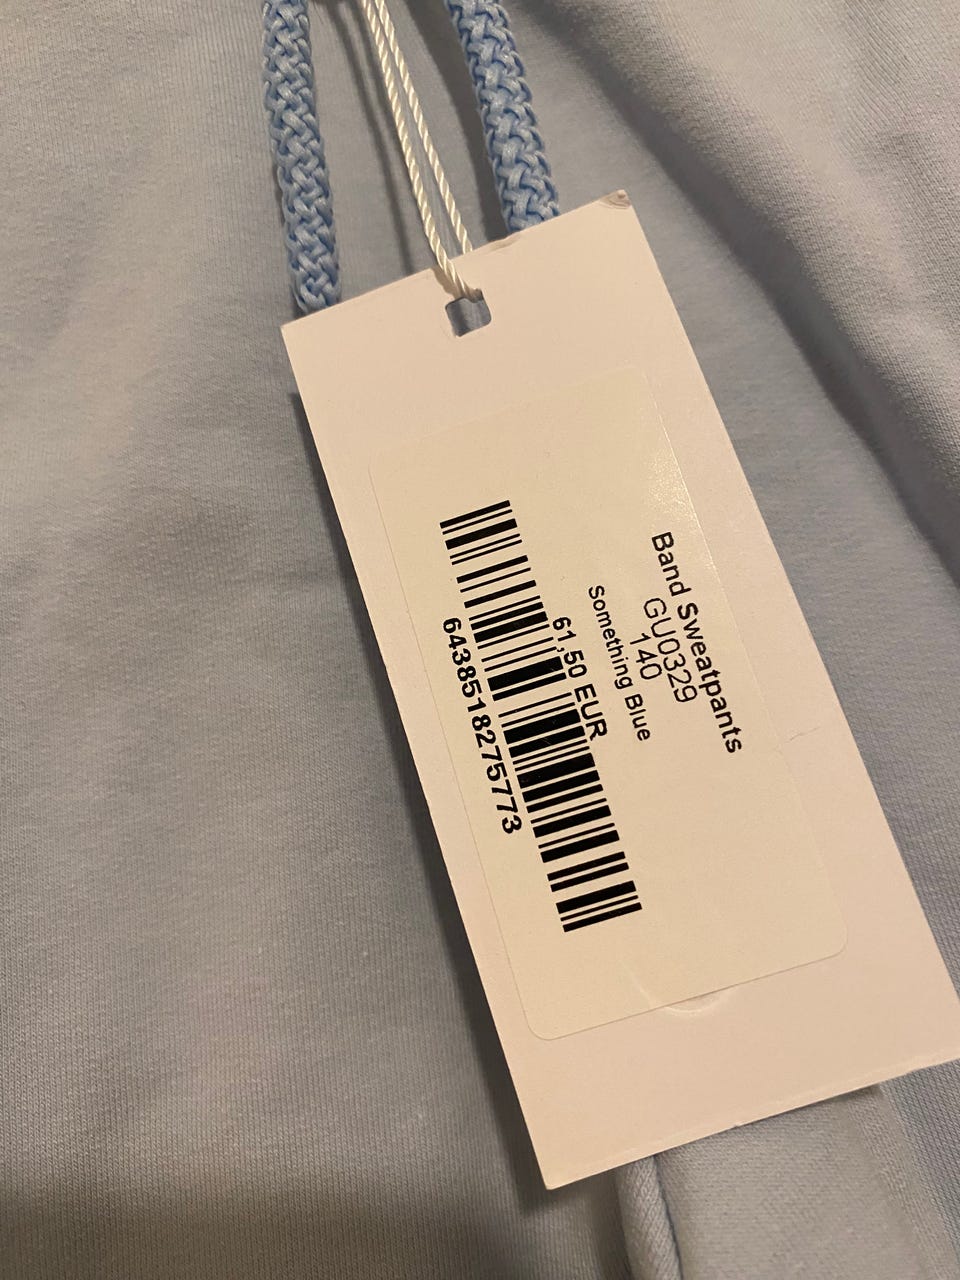 Band Sweatpants
GU0329
140
Something Blue
61,50 EUR
6438518275773